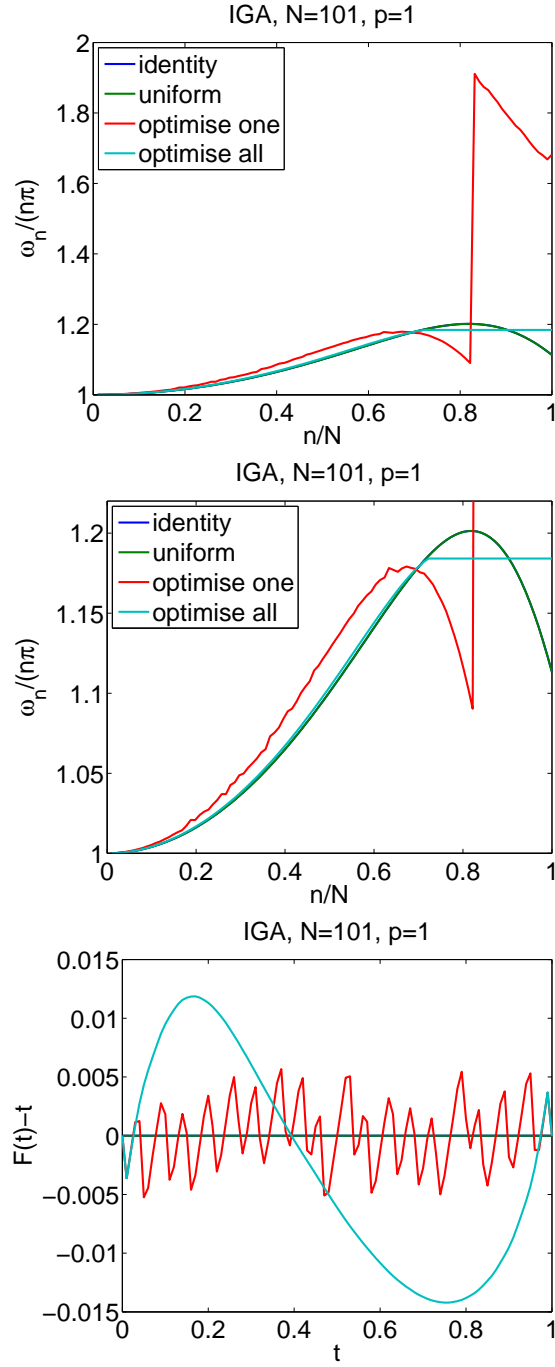 IGA, N=101, p=1
2
1.8
1.6
1.4
1.2
1
ω_n/(nπ)
identity
uniform
optimise one
optimise all
0 0.2 0.4 0.6 0.8 1
n/N
IGA, N=101, p=1
1.2
1.15
1.1
1.05
1
ω_n/(nπ)
identity
uniform
optimise one
optimise all
0 0.2 0.4 0.6 0.8 1
n/N
IGA, N=101, p=1
0.015
0.01
0.005
0
−0.005
−0.01
−0.015
F(t)−t
0 0.2 0.4 0.6 0.8 1
t